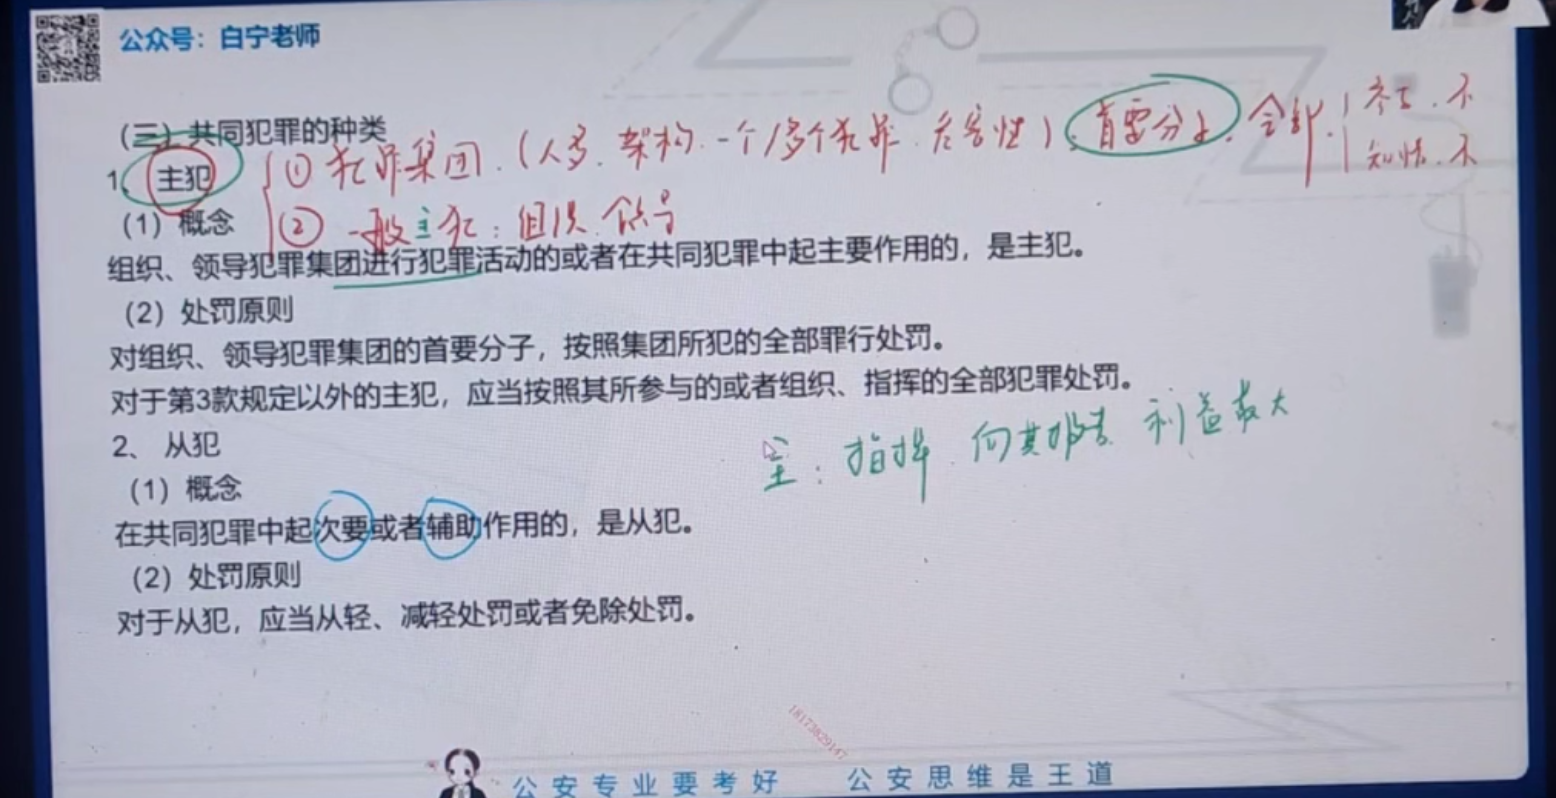 公众号：白宁老师
（三）共同犯罪的种类
① 犯罪集团.（人多. 架构. 一个/多个犯罪. 危害性）. 首要分子. 全部. 参与. 不
知情. 不
1、主犯
② 一般主犯：组织 领导
（1）概念
组织、领导犯罪集团进行犯罪活动的或者在共同犯罪中起主要作用的，是主犯。
（2）处罚原则
对组织、领导犯罪集团的首要分子，按照集团所犯的全部罪行处罚。
对于第3款规定以外的主犯，应当按照其所参与的或者组织、指挥的全部犯罪处罚。
主：指挥. 向其报告 利益最大
2、 从犯
（1）概念
在共同犯罪中起次要或者辅助作用的，是从犯。
（2）处罚原则
对于从犯，应当从轻、减轻处罚或者免除处罚。
18173829147
公安专业要考好 公安思维是王道